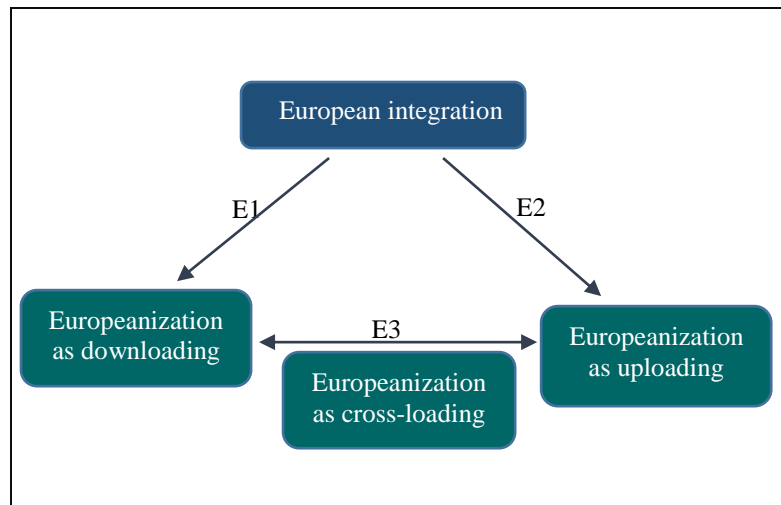 European integration
E1
E2
Europeanization
as downloading
E3
Europeanization
as uploading
Europeanization
as cross-loading